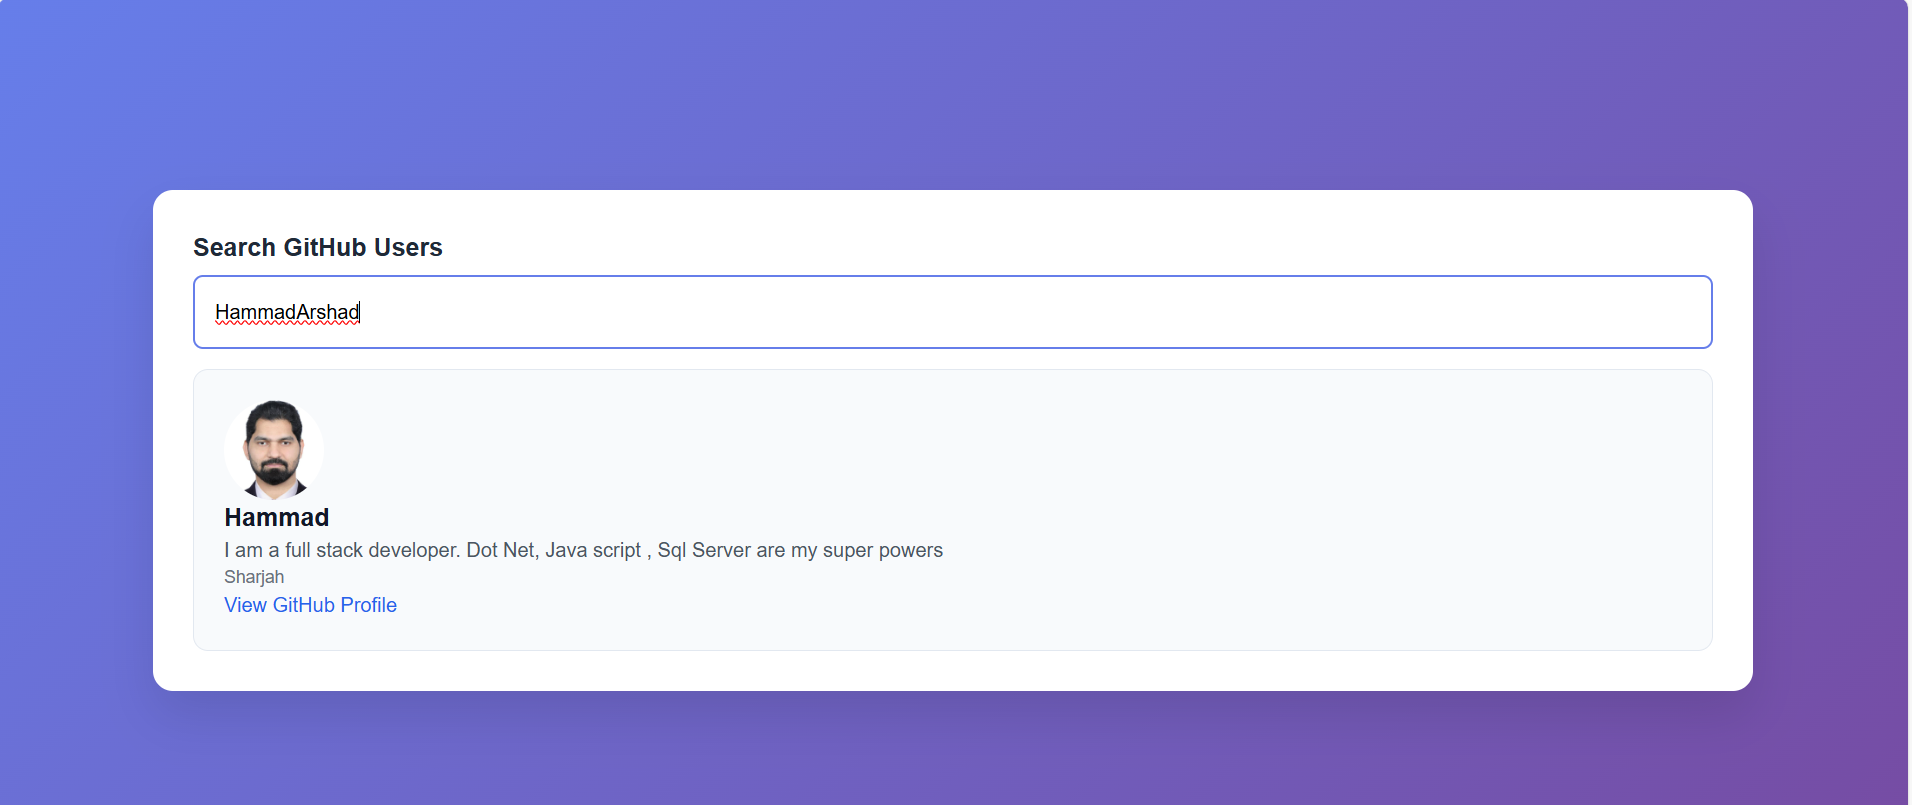 Search GitHub Users
HammadArshad
Hammad
I am a full stack developer. Dot Net, Java script , Sql Server are my super powers
Sharjah
View GitHub Profile